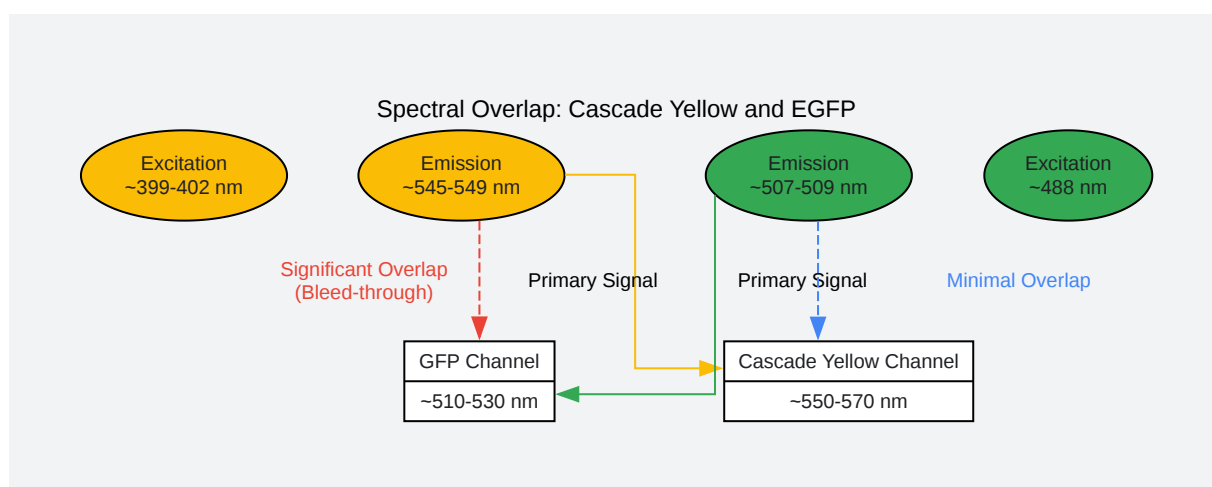 Spectral Overlap: Cascade Yellow and EGFP
Excitation
~399-402 nm
Emission
~545-549 nm
Emission
~507-509 nm
Excitation
~488 nm
Significant Overlap
(Bleed-through)
Primary Signal
Primary Signal
Minimal Overlap
GFP Channel
~510-530 nm
Cascade Yellow Channel
~550-570 nm